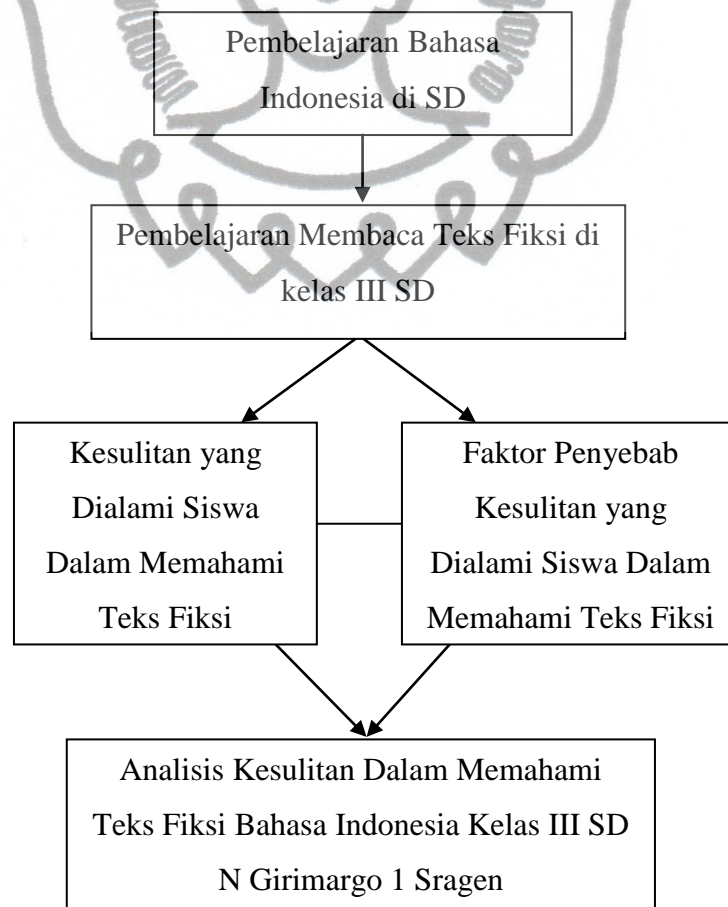 Pembelajaran Bahasa
Indonesia di SD
Pembelajaran Membaca Teks Fiksi di
kelas III SD
Kesulitan yang
Dialami Siswa
Dalam Memahami
Teks Fiksi
Faktor Penyebab
Kesulitan yang
Dialami Siswa Dalam
Memahami Teks Fiksi
Analisis Kesulitan Dalam Memahami
Teks Fiksi Bahasa Indonesia Kelas III SD
N Girimargo 1 Sragen